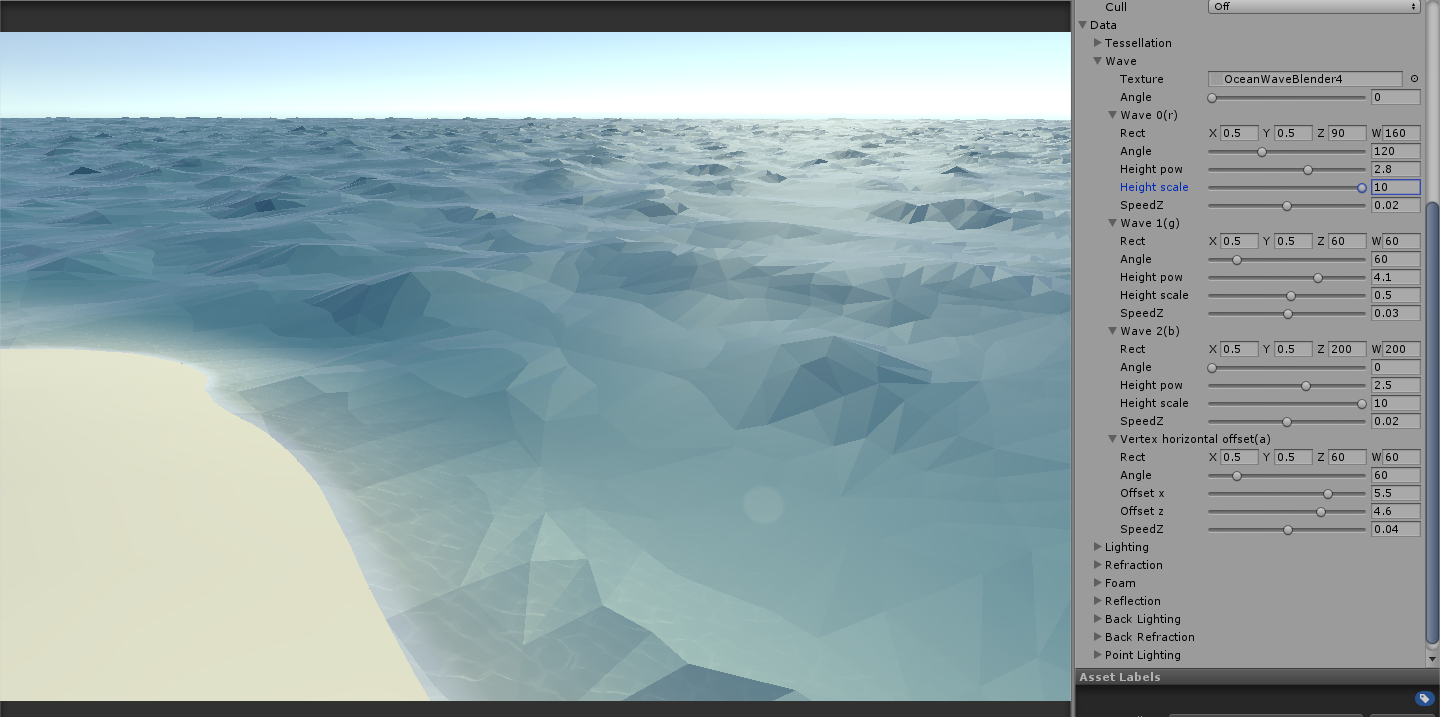 Cull Off
Data
Tessellation
Wave
Texture OceanWaveBlender4
Angle 0
Wave 0(r)
Rect X 0.5 Y 0.5 Z 90 W 160
Angle 120
Height pow 2.8
Height scale 10
SpeedZ 0.02
Wave 1(g)
Rect X 0.5 Y 0.5 Z 60 W 60
Angle 60
Height pow 4.1
Height scale 0.5
SpeedZ 0.03
Wave 2(b)
Rect X 0.5 Y 0.5 Z 200 W 200
Angle 0
Height pow 2.5
Height scale 10
SpeedZ 0.02
Vertex horizontal offset(a)
Rect X 0.5 Y 0.5 Z 60 W 60
Angle 60
Offset x 5.5
Offset z 4.6
SpeedZ 0.04
Lighting
Refraction
Foam
Reflection
Back Lighting
Back Refraction
Point Lighting
Asset Labels